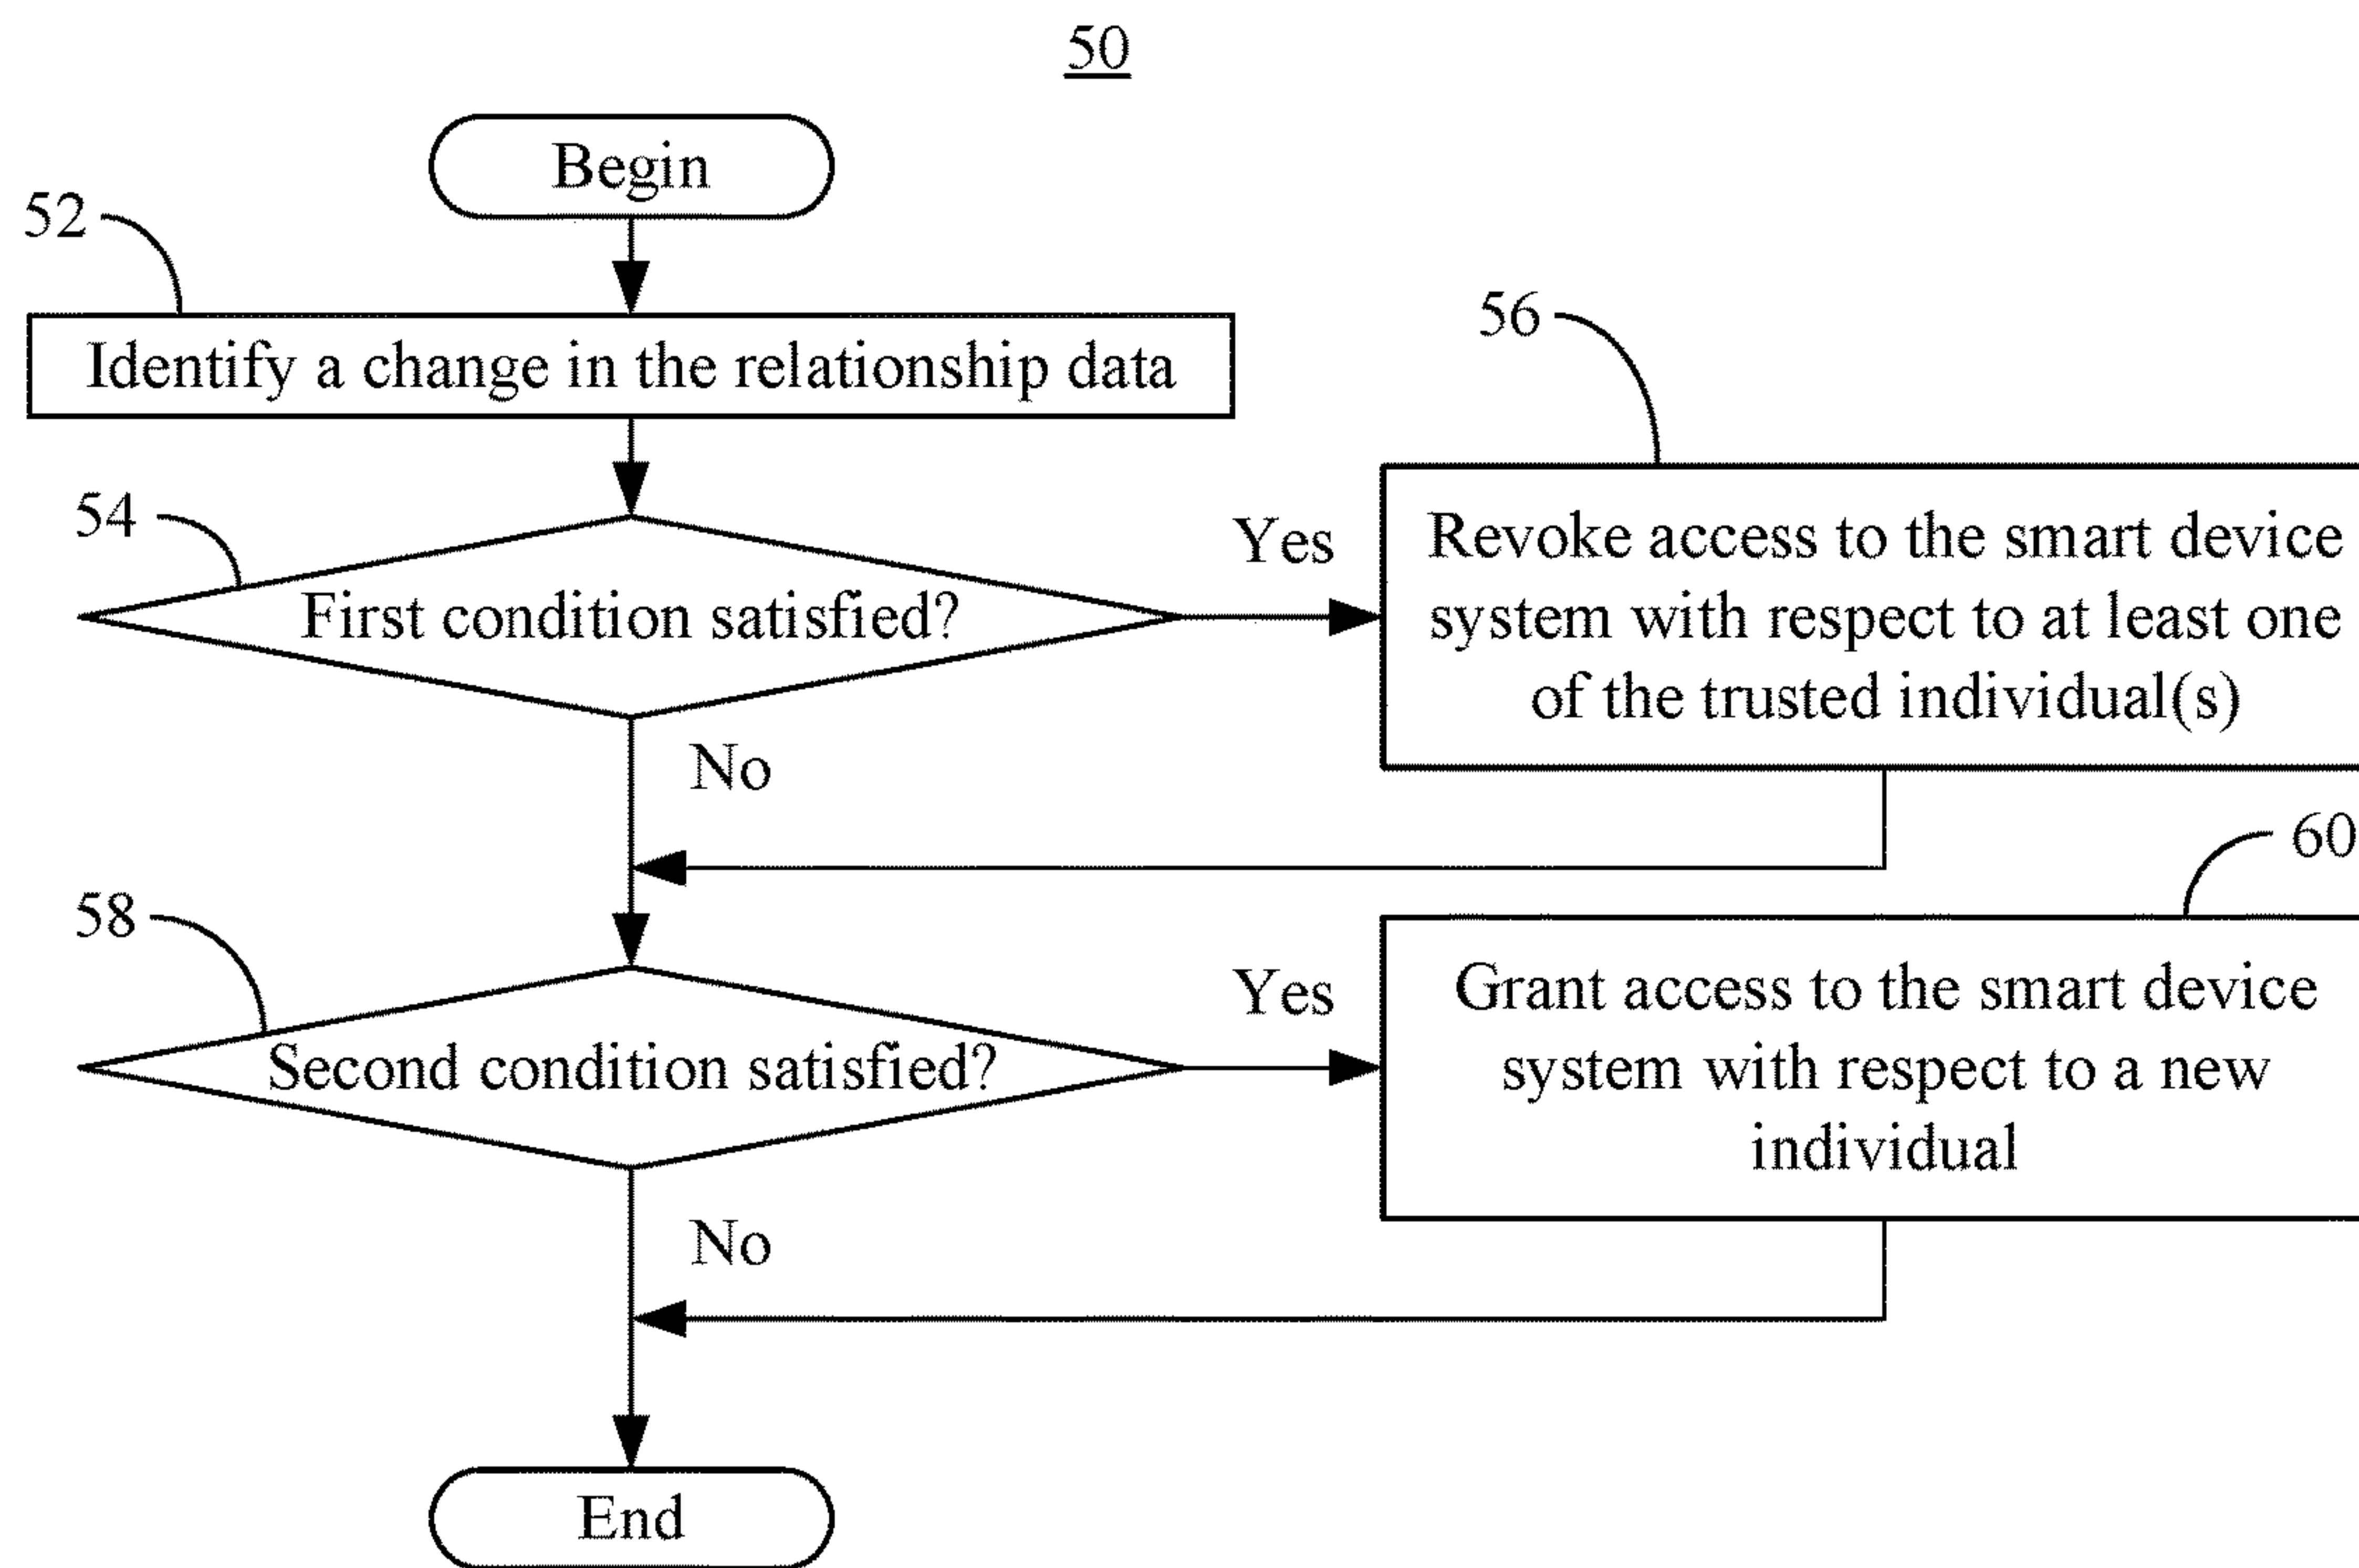 50
Begin
52
Identify a change in the relationship data
56
54
First condition satisfied?
Yes
Revoke access to the smart device
system with respect to at least one
of the trusted individual(s)
No
60
58
Second condition satisfied?
Yes
Grant access to the smart device
system with respect to a new
individual
No
End